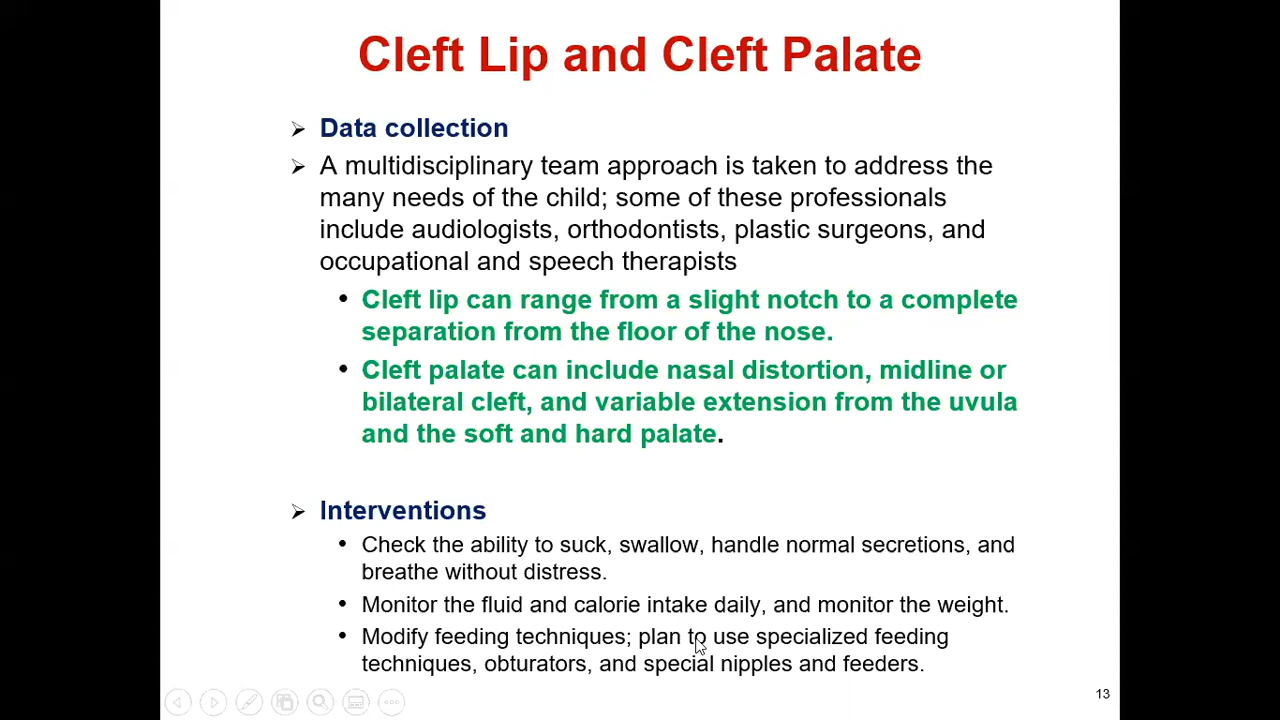 Cleft Lip and Cleft Palate
Data collection
A multidisciplinary team approach is taken to address the
many needs of the child; some of these professionals
include audiologists, orthodontists, plastic surgeons, and
occupational and speech therapists
Cleft lip can range from a slight notch to a complete
separation from the floor of the nose.
Cleft palate can include nasal distortion, midline or
bilateral cleft, and variable extension from the uvula
and the soft and hard palate.
Interventions
Check the ability to suck, swallow, handle normal secretions, and
breathe without distress.
Monitor the fluid and calorie intake daily, and monitor the weight.
Modify feeding techniques; plan to use specialized feeding
techniques, obturators, and special nipples and feeders.
13